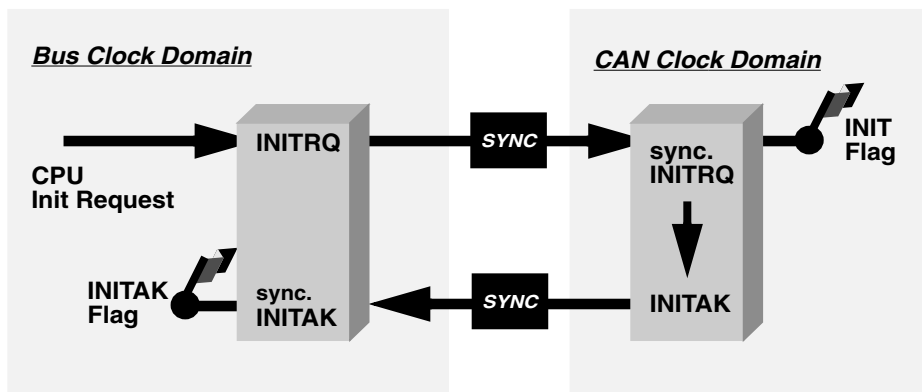 Bus Clock Domain
CAN Clock Domain
CPU
Init Request
INITRQ
SYNC
sync.
INITRQ
INIT
Flag
INITAK
Flag
sync.
INITAK
SYNC
INITAK